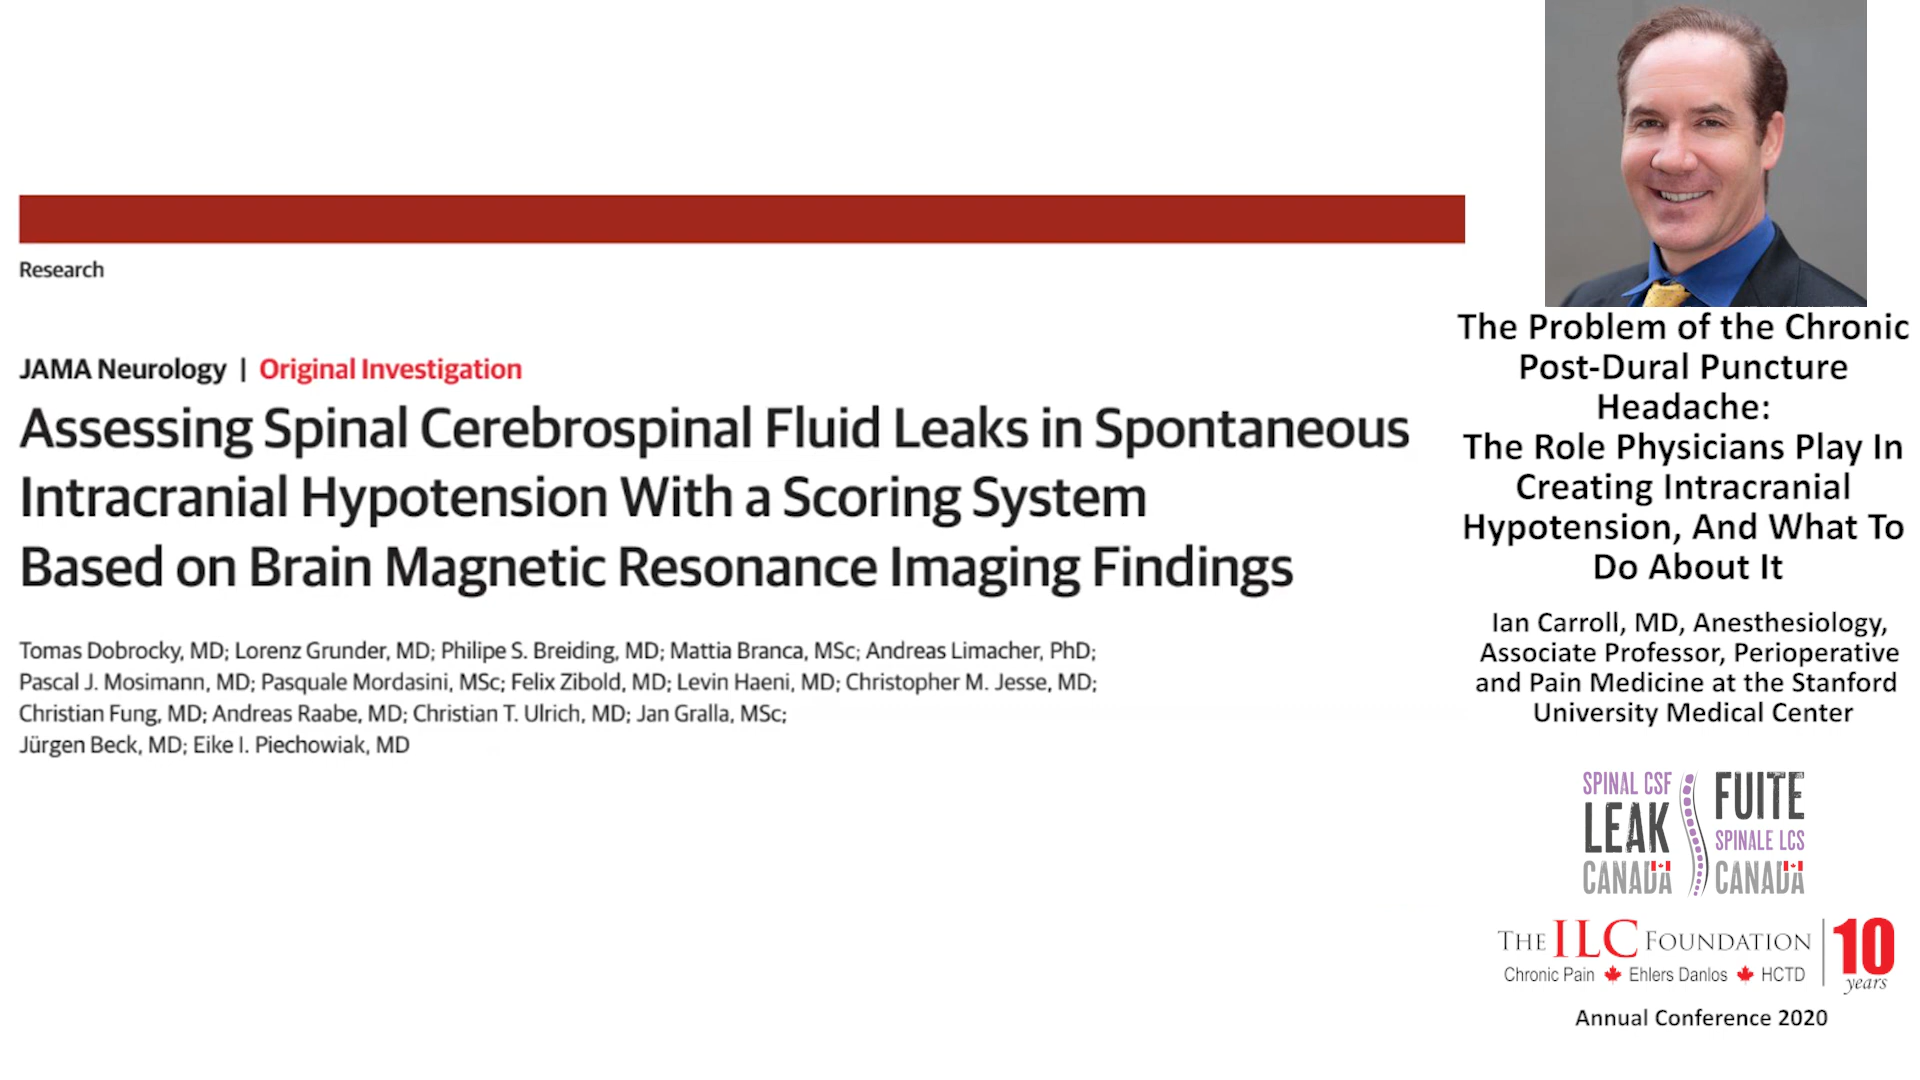 Research
JAMA Neurology | Original Investigation
Assessing Spinal Cerebrospinal Fluid Leaks in Spontaneous
Intracranial Hypotension With a Scoring System
Based on Brain Magnetic Resonance Imaging Findings
Tomas Dobrocky, MD; Lorenz Grunder, MD; Philipe S. Breiding, MD; Mattia Branca, MSc; Andreas Limacher, PhD;
Pascal J. Mosimann, MD; Pasquale Mordasini, MSc; Felix Zibold, MD; Levin Haeni, MD; Christopher M. Jesse, MD;
Christian Fung, MD; Andreas Raabe, MD; Christian T. Ulrich, MD; Jan Gralla, MSc;
Jürgen Beck, MD; Eike I. Piechowiak, MD
The Problem of the Chronic
Post-Dural Puncture
Headache:
The Role Physicians Play In
Creating Intracranial
Hypotension, And What To
Do About It
Ian Carroll, MD, Anesthesiology,
Associate Professor, Perioperative
and Pain Medicine at the Stanford
University Medical Center
SPINAL CSF
LEAK
CANADA
FUITE
SPINALE LCS
CANADA
THE ILC FOUNDATION
Chronic Pain Ehlers Danlos HCTD
10
years
Annual Conference 2020